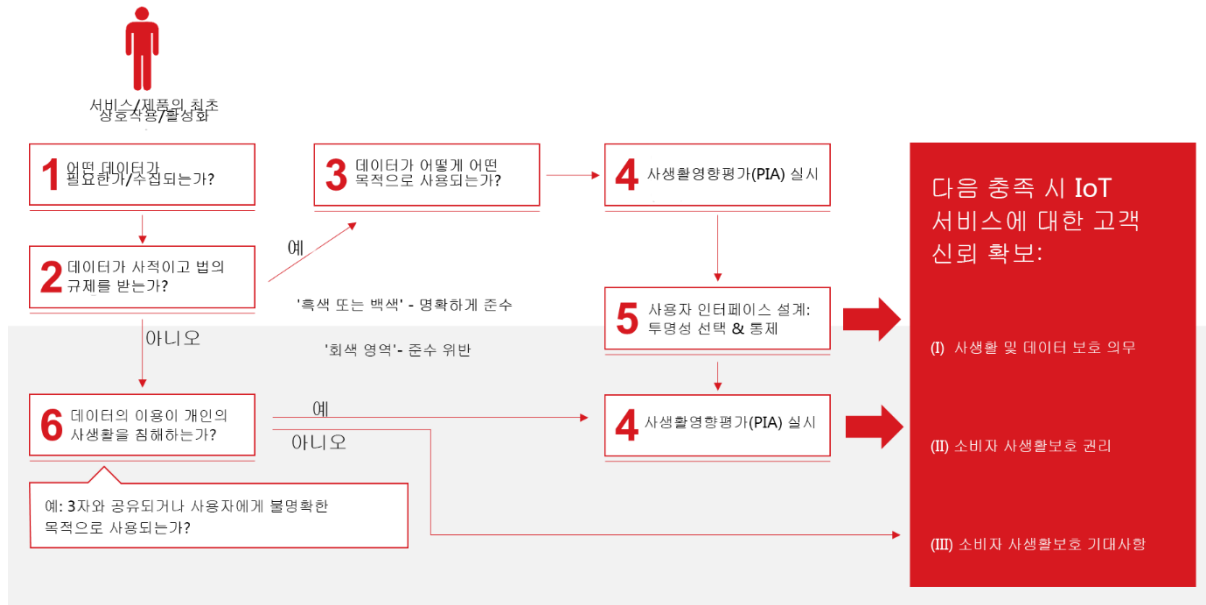 서비스/제품의 최초
상호작용/활성화
1 어떤 데이터가
필요한가/수집되는가?
2 데이터가 사적이고 법의
규제를 받는가?
예
아니오
3 데이터가 어떻게 어떤
목적으로 사용되는가?
4 사생활영향평가(PIA) 실시
'흑색 또는 백색' - 명확하게 준수
'회색 영역'- 준수 위반
5 사용자 인터페이스 설계:
투명성 선택 & 통제
6 데이터의 이용이 개인의
사생활을 침해하는가?
예
아니오
4 사생활영향평가(PIA) 실시
예: 3자와 공유되거나 사용자에게 불명확한
목적으로 사용되는가?
다음 충족 시 IoT
서비스에 대한 고객
신뢰 확보:
(I) 사생활 및 데이터 보호 의무
(II) 소비자 사생활보호 권리
(III) 소비자 사생활보호 기대사항